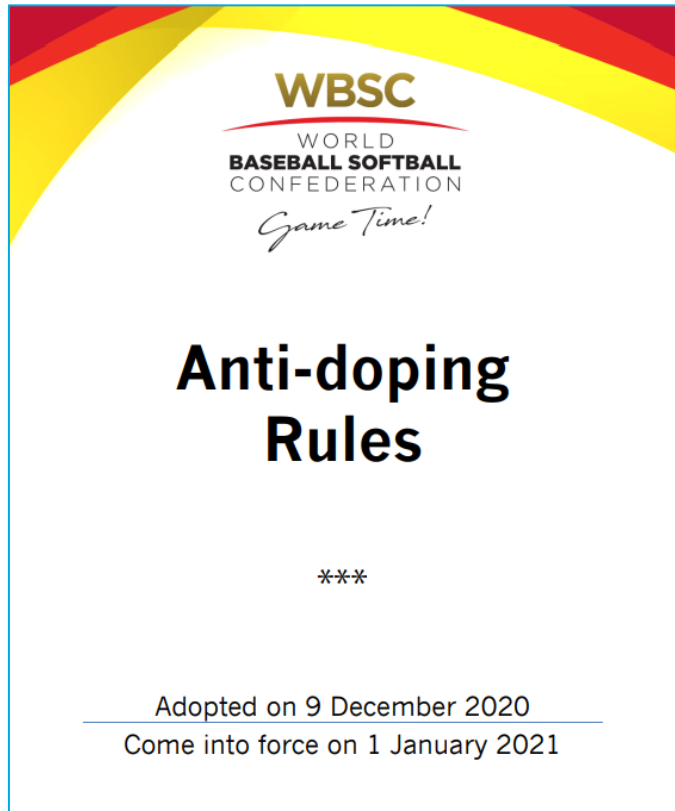 WBSC
WORLD
BASEBALL SOFTBALL
CONFEDERATION
Game Time!
Anti-doping
Rules
***
Adopted on 9 December 2020
Come into force on 1 January 2021